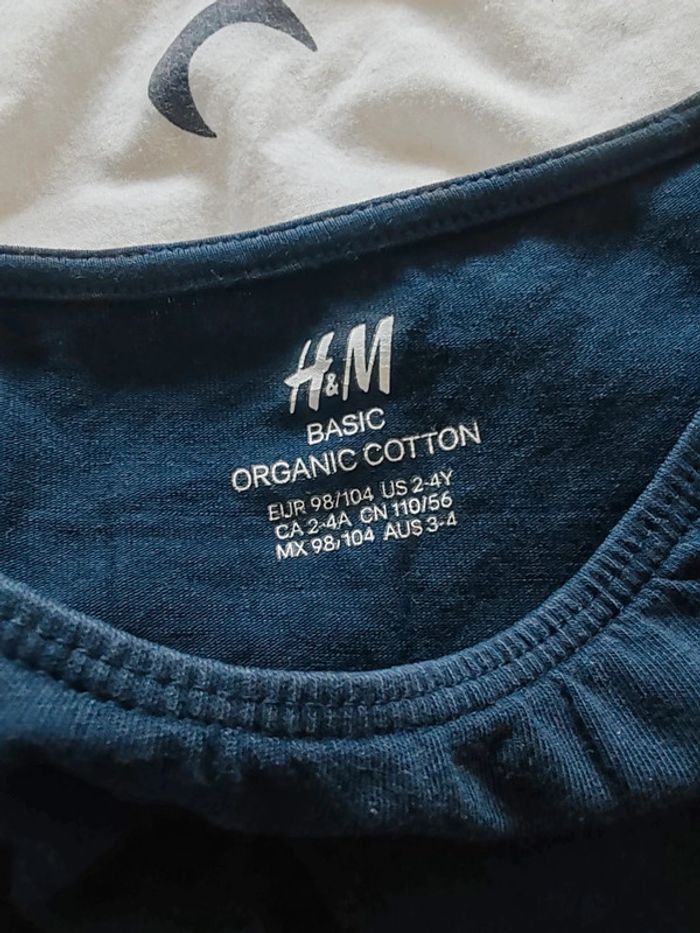 H&M
BASIC
ORGANIC COTTON
EUR 98/104 US 2-4Y
CA 2-4A CN 110/56
MX 98/104 AUS 3-4